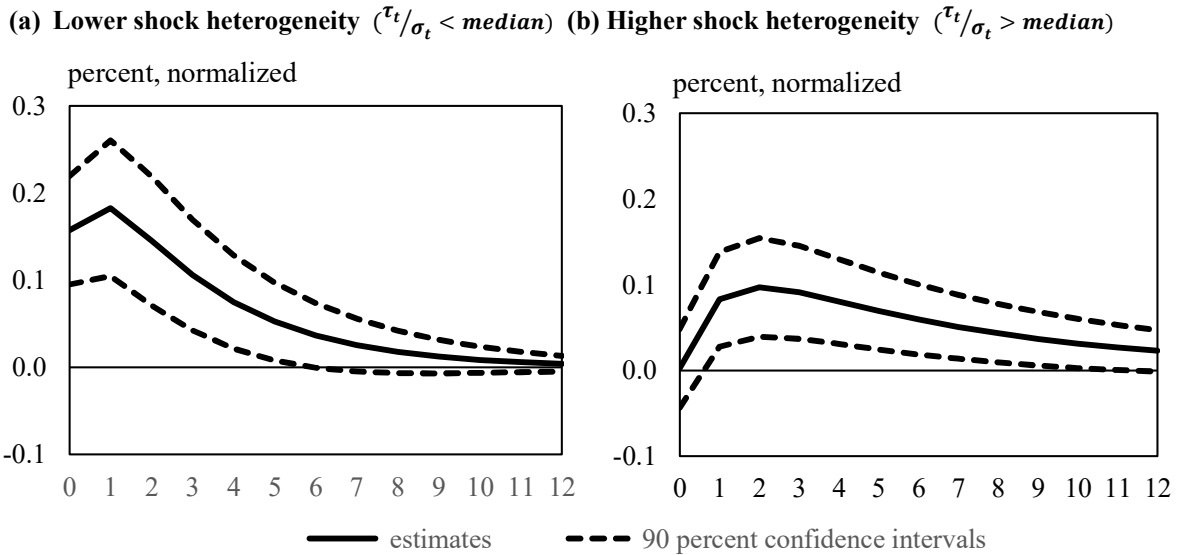 (a) Lower shock heterogeneity (τₜ/σₜ < median) (b) Higher shock heterogeneity (τₜ/σₜ > median)
percent, normalized
0.3
0.2
0.1
0.0
-0.1
0 1 2 3 4 5 6 7 8 9 10 11 12
percent, normalized
0.3
0.2
0.1
0.0
-0.1
0 1 2 3 4 5 6 7 8 9 10 11 12
estimates 90 percent confidence intervals